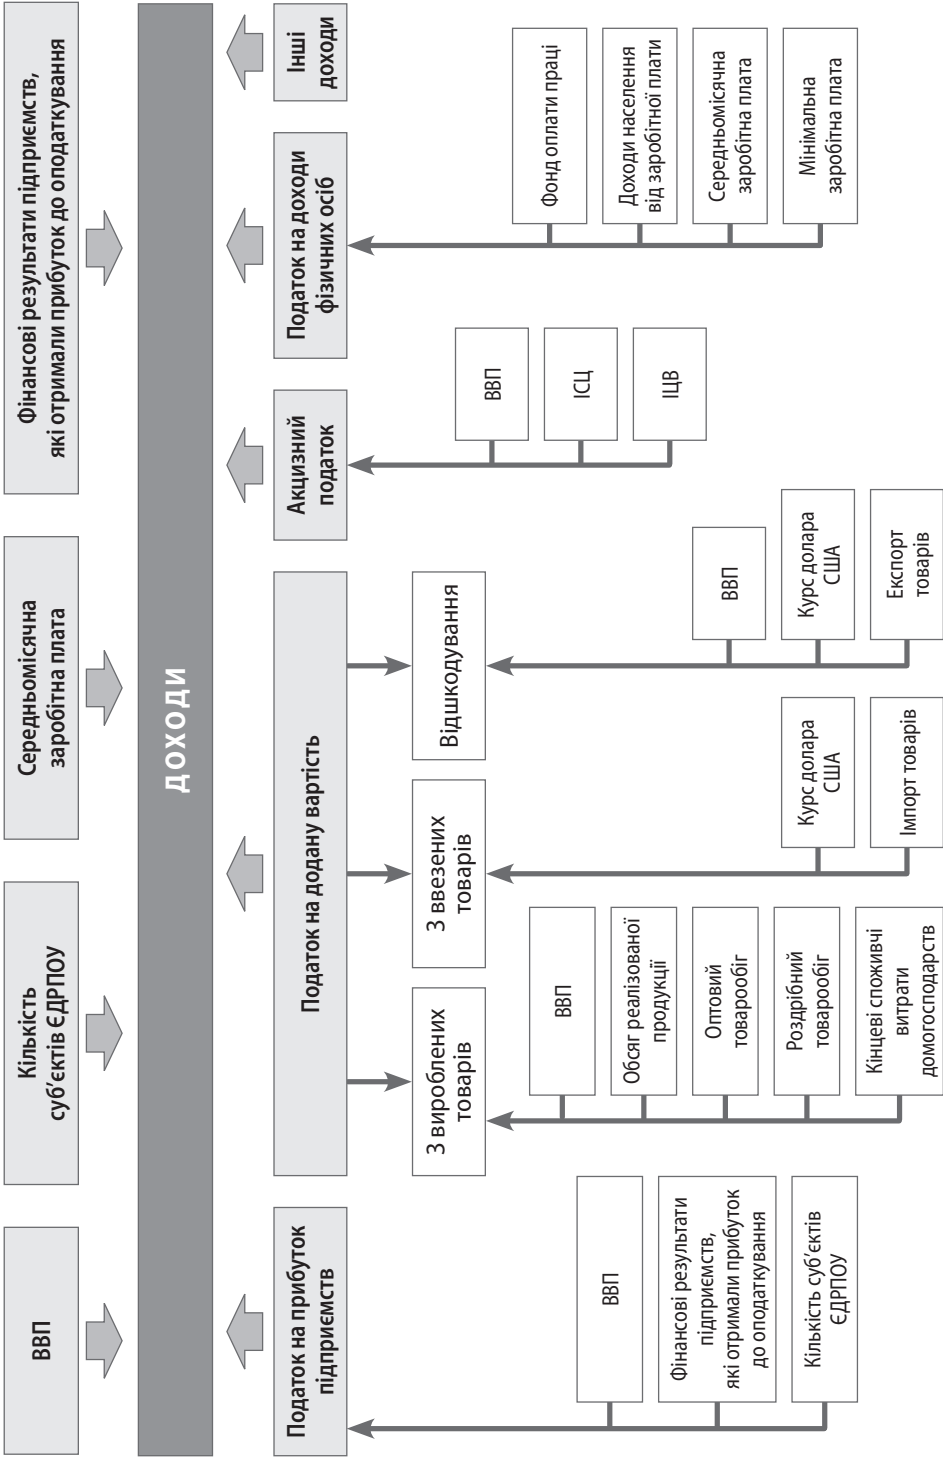 ВВП
Кількість
суб’єктів ЄДРПОУ
Середньомісячна
заробітна плата
Фінансові результати підприємств,
які отримали прибуток до оподаткування
ДОХОДИ
Податок на прибуток
підприємств
Податок на додану вартість
Акцизний
податок
Податок на доходи
фізичних осіб
Інші
доходи
ВВП
Фінансові результати
підприємств,
які отримали прибуток
до оподаткування
Кількість суб’єктів
ЄДРПОУ
З вироблених
товарів
З ввезених
товарів
Відшкодування
ВВП
Обсяг реалізованої
продукції
Оптовий
товарообіг
Роздрібний
товарообіг
Кінцеві споживчі
витрати
домогосподарств
Курс долара
США
Імпорт товарів
ВВП
Курс долара
США
Експорт
товарів
ВВП
ІСЦ
ІЦВ
Фонд оплати праці
Доходи населення
від заробітної плати
Середньомісячна
заробітна плата
Мінімальна
заробітна плата